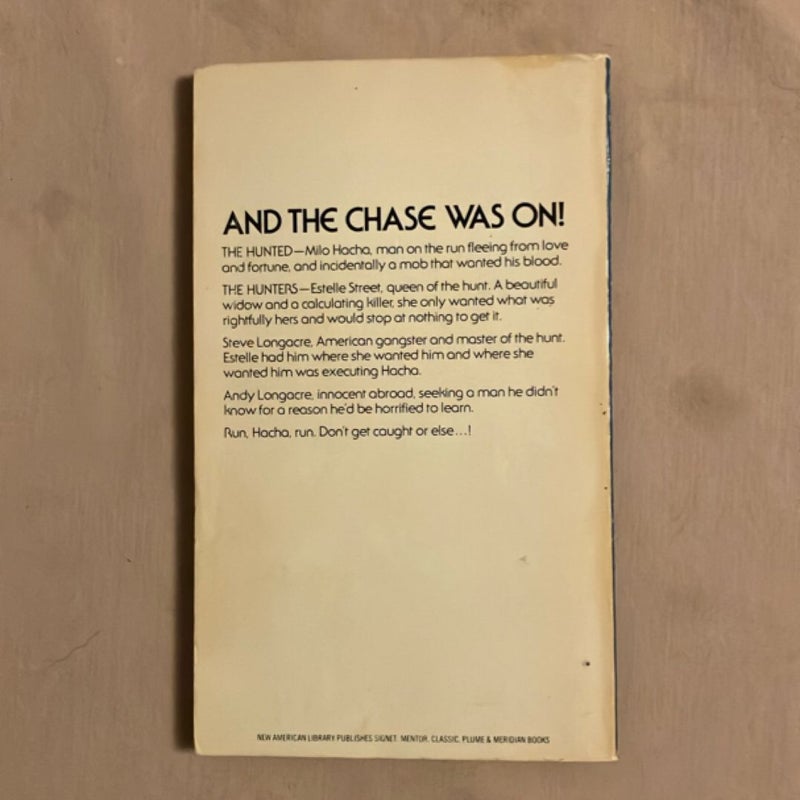 AND THE CHASE WAS ON!
THE HUNTED—Milo Hacha, man on the run fleeing from love
and fortune, and incidentally a mob that wanted his blood.
THE HUNTERS—Estelle Street, queen of the hunt. A beautiful
widow and a calculating killer, she only wanted what was
rightfully hers and would stop at nothing to get it.
Steve Longacre, American gangster and master of the hunt.
Estelle had him where she wanted him and where she
wanted him was executing Hacha.
Andy Longacre, innocent abroad, seeking a man he didn't
know for a reason he'd be horrified to learn.
Run, Hacha, run. Don't get caught or else...!
NEW AMERICAN LIBRARY PUBLISHES SIGNET, MENTOR, CLASSIC, PLUME & MERIDIAN BOOKS